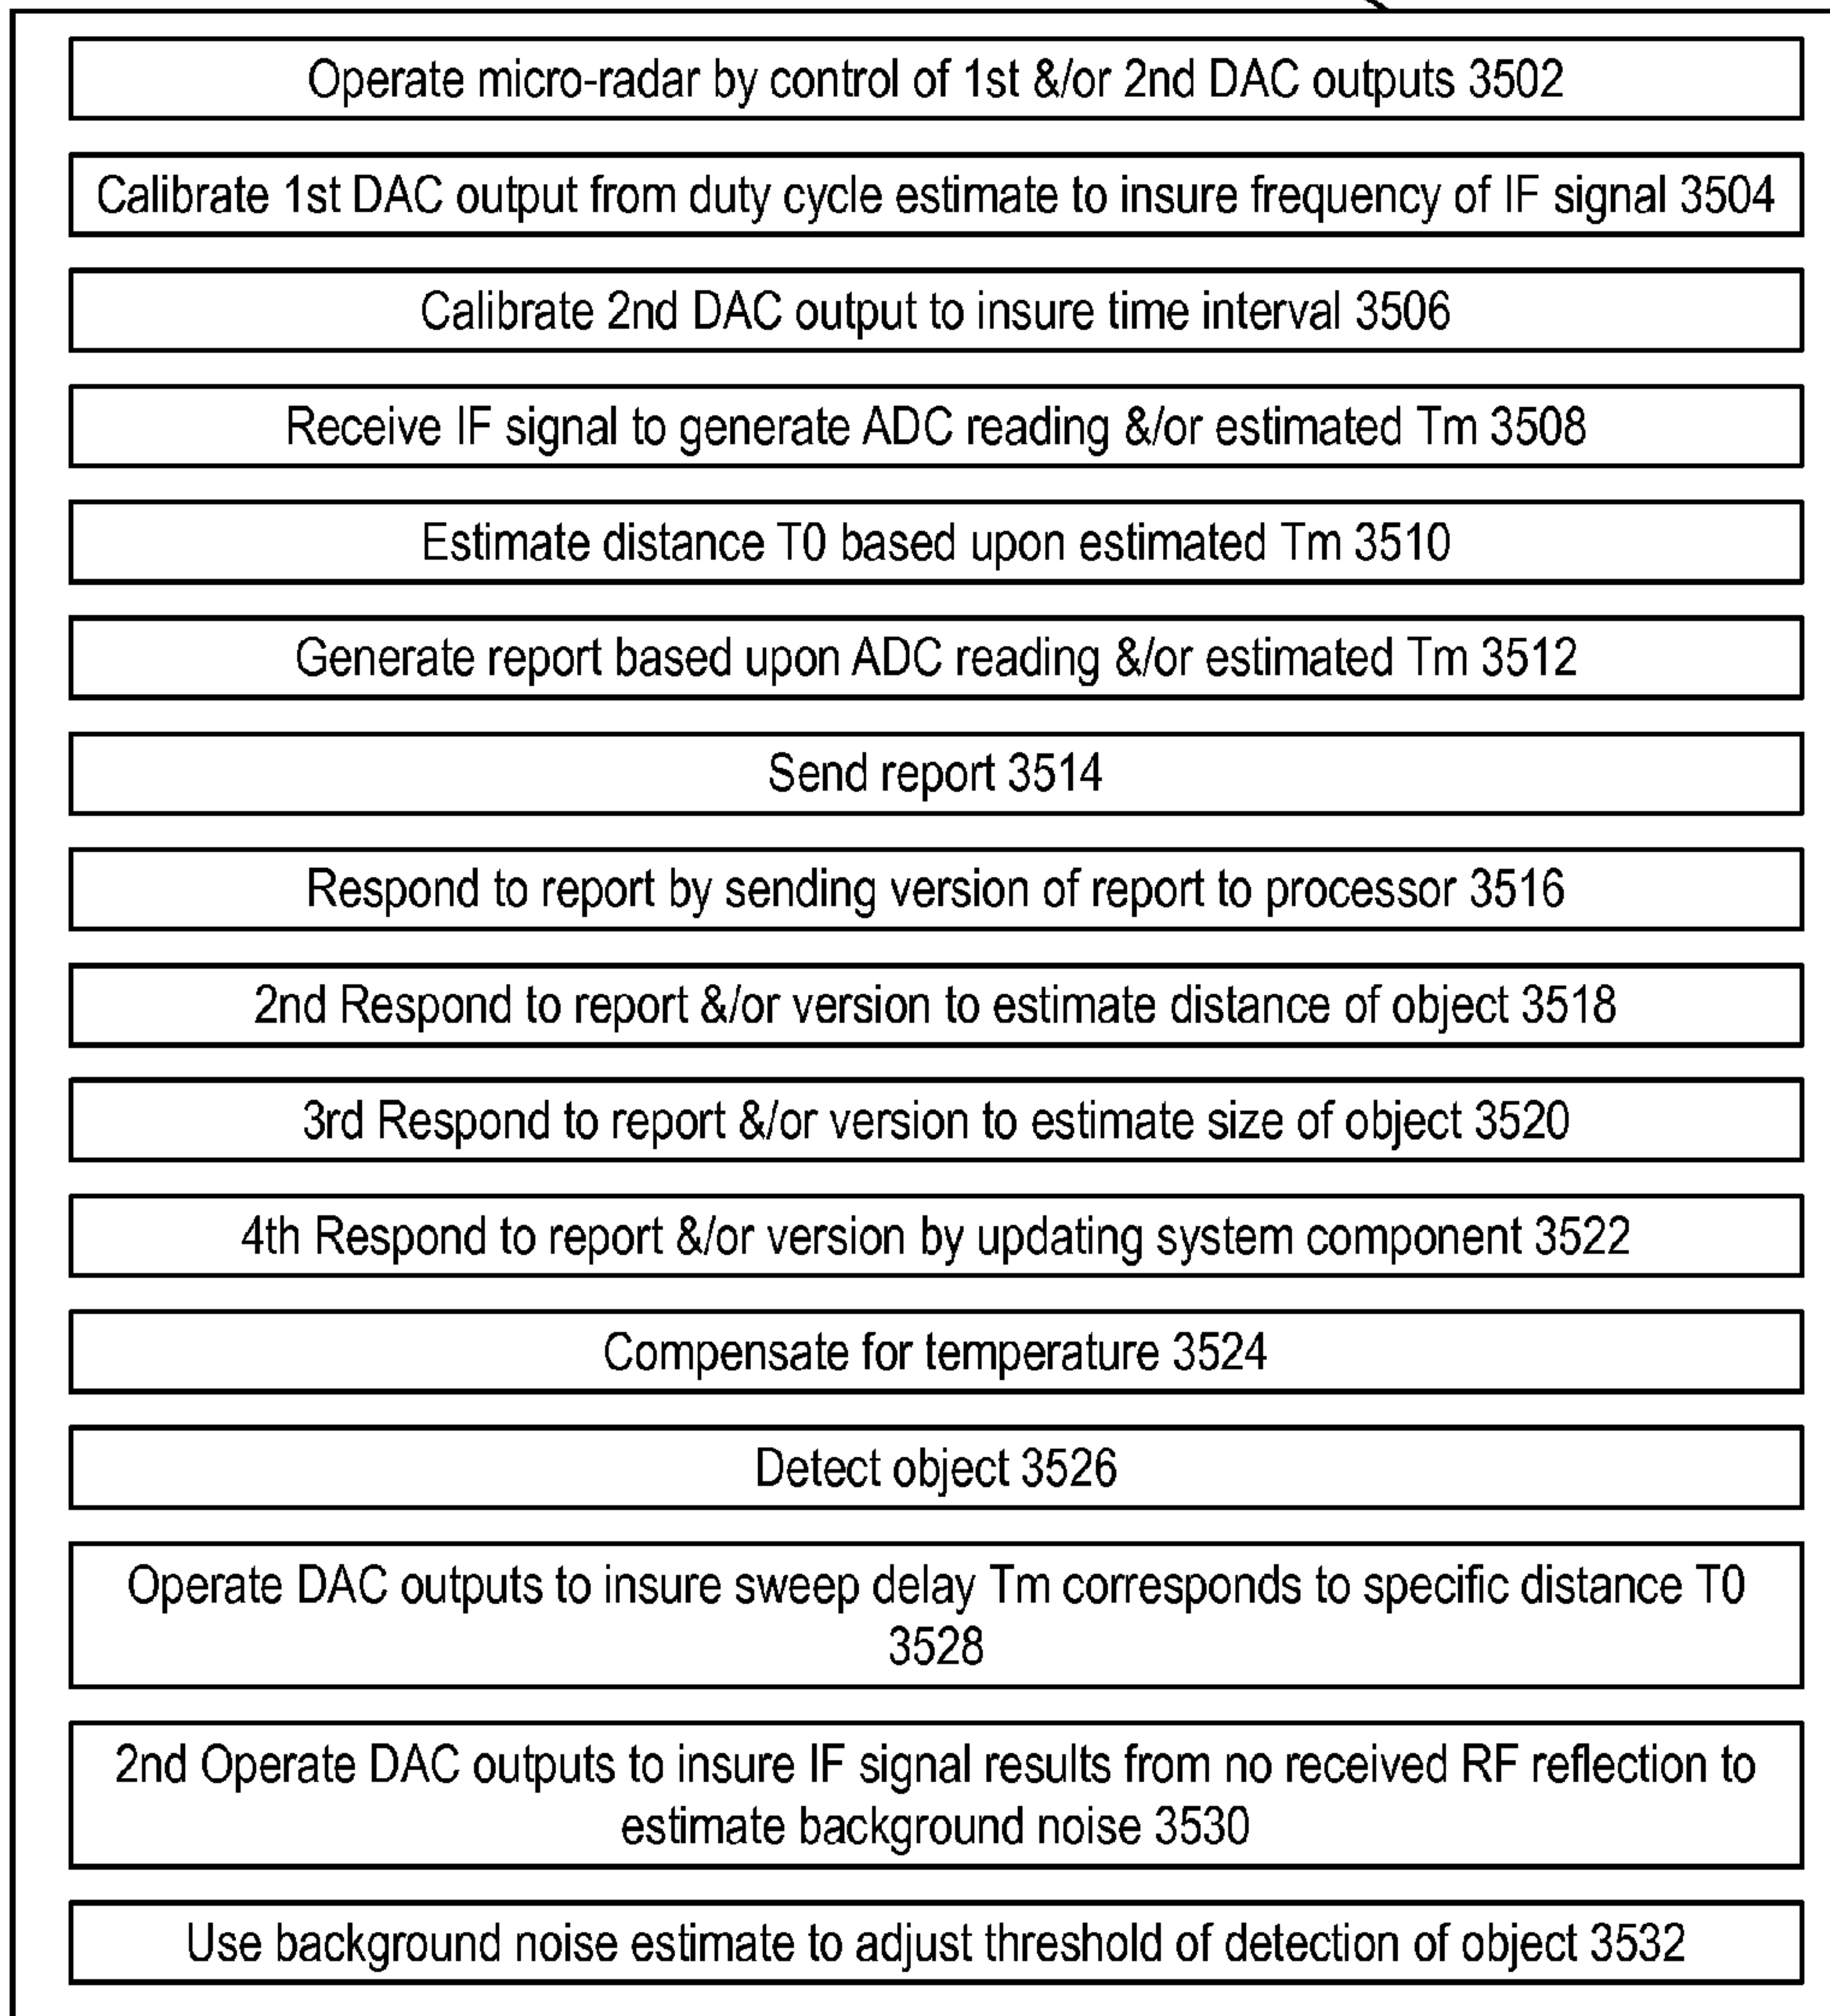 Operate micro-radar by control of 1st &/or 2nd DAC outputs 3502
Calibrate 1st DAC output from duty cycle estimate to insure frequency of IF signal 3504
Calibrate 2nd DAC output to insure time interval 3506
Receive IF signal to generate ADC reading &/or estimated Tm 3508
Estimate distance T0 based upon estimated Tm 3510
Generate report based upon ADC reading &/or estimated Tm 3512
Send report 3514
Respond to report by sending version of report to processor 3516
2nd Respond to report &/or version to estimate distance of object 3518
3rd Respond to report &/or version to estimate size of object 3520
4th Respond to report &/or version by updating system component 3522
Compensate for temperature 3524
Detect object 3526
Operate DAC outputs to insure sweep delay Tm corresponds to specific distance T0
3528
2nd Operate DAC outputs to insure IF signal results from no received RF reflection to
estimate background noise 3530
Use background noise estimate to adjust threshold of detection of object 3532